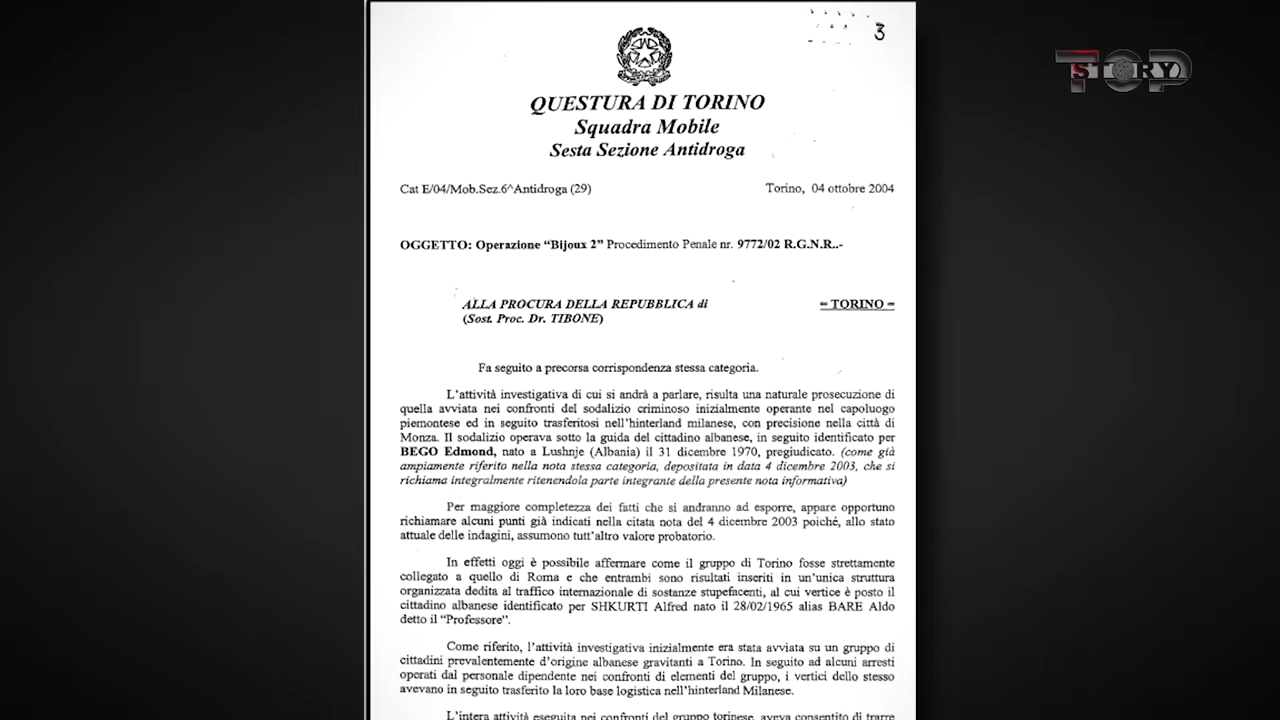 3
TOP STORY
QUESTURA DI TORINO
Squadra Mobile
Sesta Sezione Antidroga
Cat E/04/Mob.Sez.6^Antidroga (29) Torino, 04 ottobre 2004
OGGETTO: Operazione “Bijoux 2” Procedimento Penale nr. 9772/02 R.G.N.R..-
ALLA PROCURA DELLA REPUBBLICA di = TORINO =
(Sost. Proc. Dr. TIBONE)
Fa seguito a precorsa corrispondenza stessa categoria.
L’attività investigativa di cui si andrà a parlare, risulta una naturale prosecuzione di
quella avviata nei confronti del sodalizio criminoso inizialmente operante nel capoluogo
piemontese ed in seguito trasferitosi nell’hinterland milanese, con precisione nella città di
Monza. Il sodalizio operava sotto la guida del cittadino albanese, in seguito identificato per
BEGO Edmond, nato a Lushnje (Albania) il 31 dicembre 1970, pregiudicato. (come già
ampiamente riferito nella nota stessa categoria, depositata in data 4 dicembre 2003, che si
richiama integralmente ritenendola parte integrante della presente nota informativa)
Per maggiore completezza dei fatti che si andranno ad esporre, appare opportuno
richiamare alcuni punti già indicati nella citata nota del 4 dicembre 2003 poiché, allo stato
attuale delle indagini, assumono tutt’altro valore probatorio.
In effetti oggi è possibile affermare come il gruppo di Torino fosse strettamente
collegato a quello di Roma e che entrambi sono risultati inseriti in un’unica struttura
organizzata dedita al traffico internazionale di sostanze stupefacenti, al cui vertice è posto il
cittadino albanese identificato per SHKURTI Alfred nato il 28/02/1965 alias BARE Aldo
detto il “Professore”.
Come riferito, l’attività investigativa inizialmente era stata avviata su un gruppo di
cittadini prevalentemente d’origine albanese gravitanti a Torino. In seguito ad alcuni arresti
operati dal personale dipendente nei confronti di elementi del gruppo, i vertici dello stesso
avevano in seguito trasferito la loro base logistica nell’hinterland Milanese.
L’intera attività eseguita nei confronti del gruppo torinese, aveva consentito di trarre